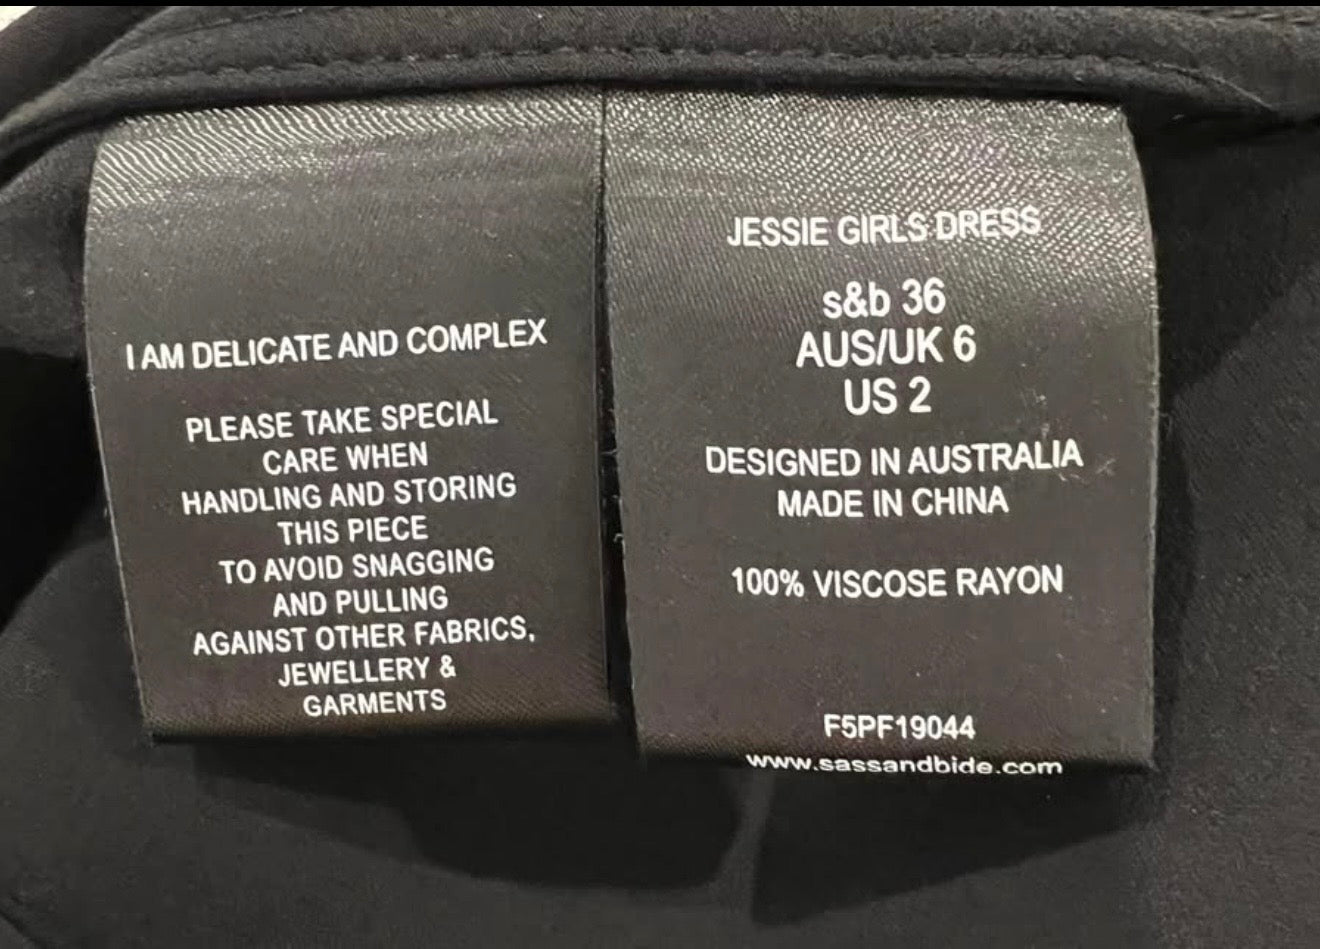 I AM DELICATE AND COMPLEX
PLEASE TAKE SPECIAL
CARE WHEN
HANDLING AND STORING
THIS PIECE
TO AVOID SNAGGING
AND PULLING
AGAINST OTHER FABRICS,
JEWELLERY &
GARMENTS
JESSIE GIRLS DRESS
s&b 36
AUS/UK 6
US 2
DESIGNED IN AUSTRALIA
MADE IN CHINA
100% VISCOSE RAYON
F5PF19044
www.sassandbide.com